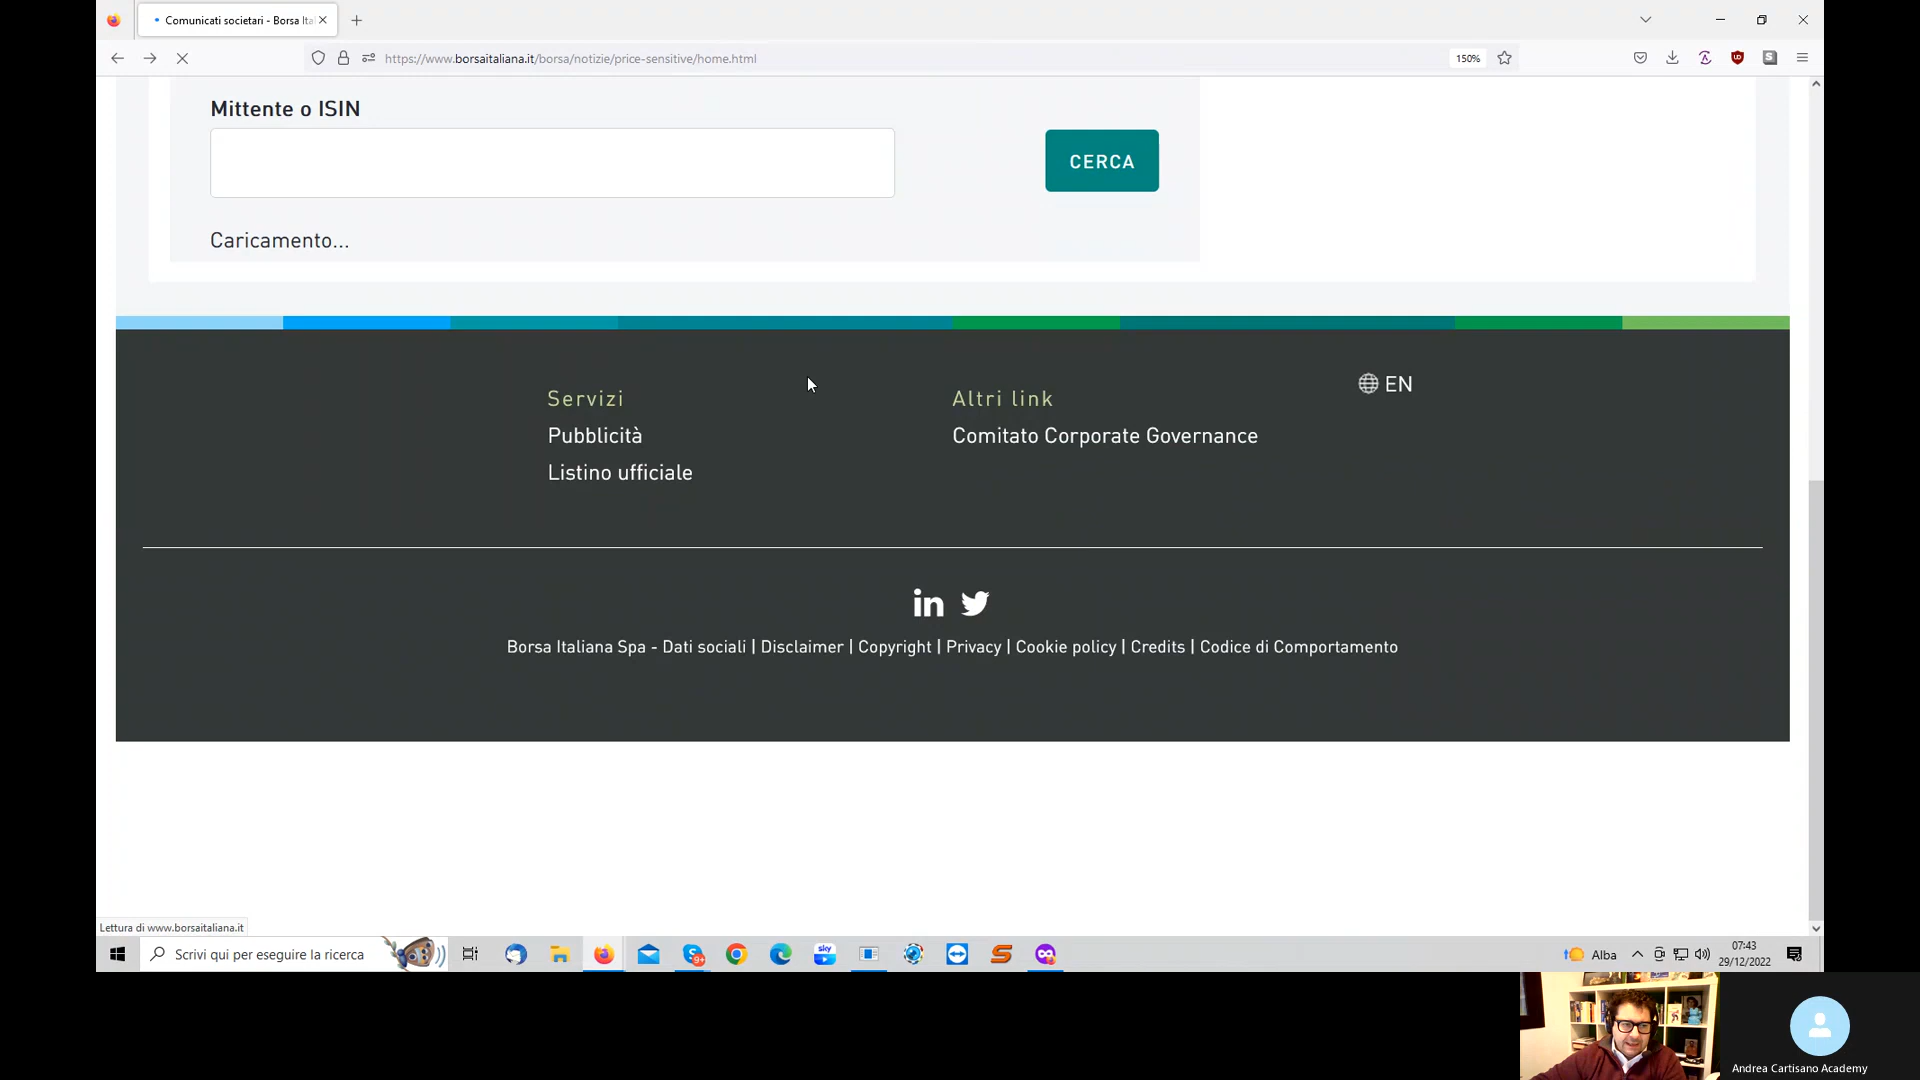 Comunicati societari - Borsa Ita
https://www.borsaitaliana.it/borsa/notizie/price-sensitive/home.html
150%
Mittente o ISIN
CERCA
Caricamento...
Servizi
Pubblicità
Listino ufficiale
Altri link
Comitato Corporate Governance
EN
in
Borsa Italiana Spa - Dati sociali | Disclaimer | Copyright | Privacy | Cookie policy | Credits | Codice di Comportamento
Lettura di www.borsaitaliana.it
Scrivi qui per eseguire la ricerca
9+
sky
Alba
07:43
29/12/2022
Andrea Cartisano Academy